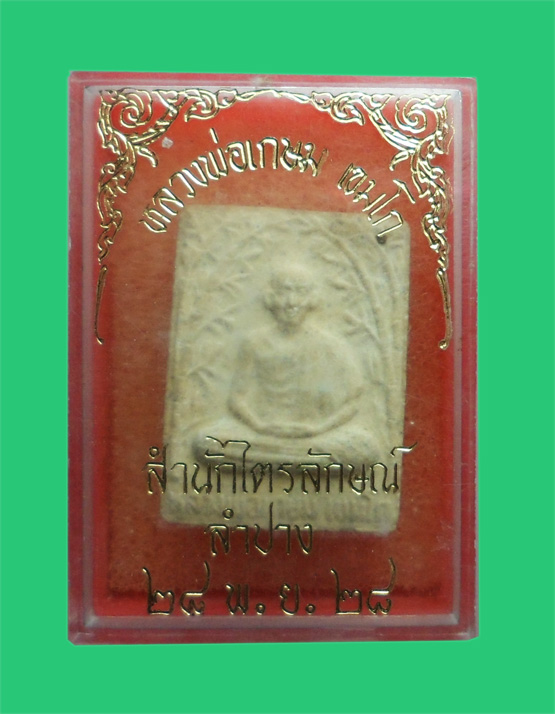 หลวงพ่อเกษม เขมโก
สำนักไตรลักษณ์
ลำปาง
๒๘ พ.ย. ๒๘